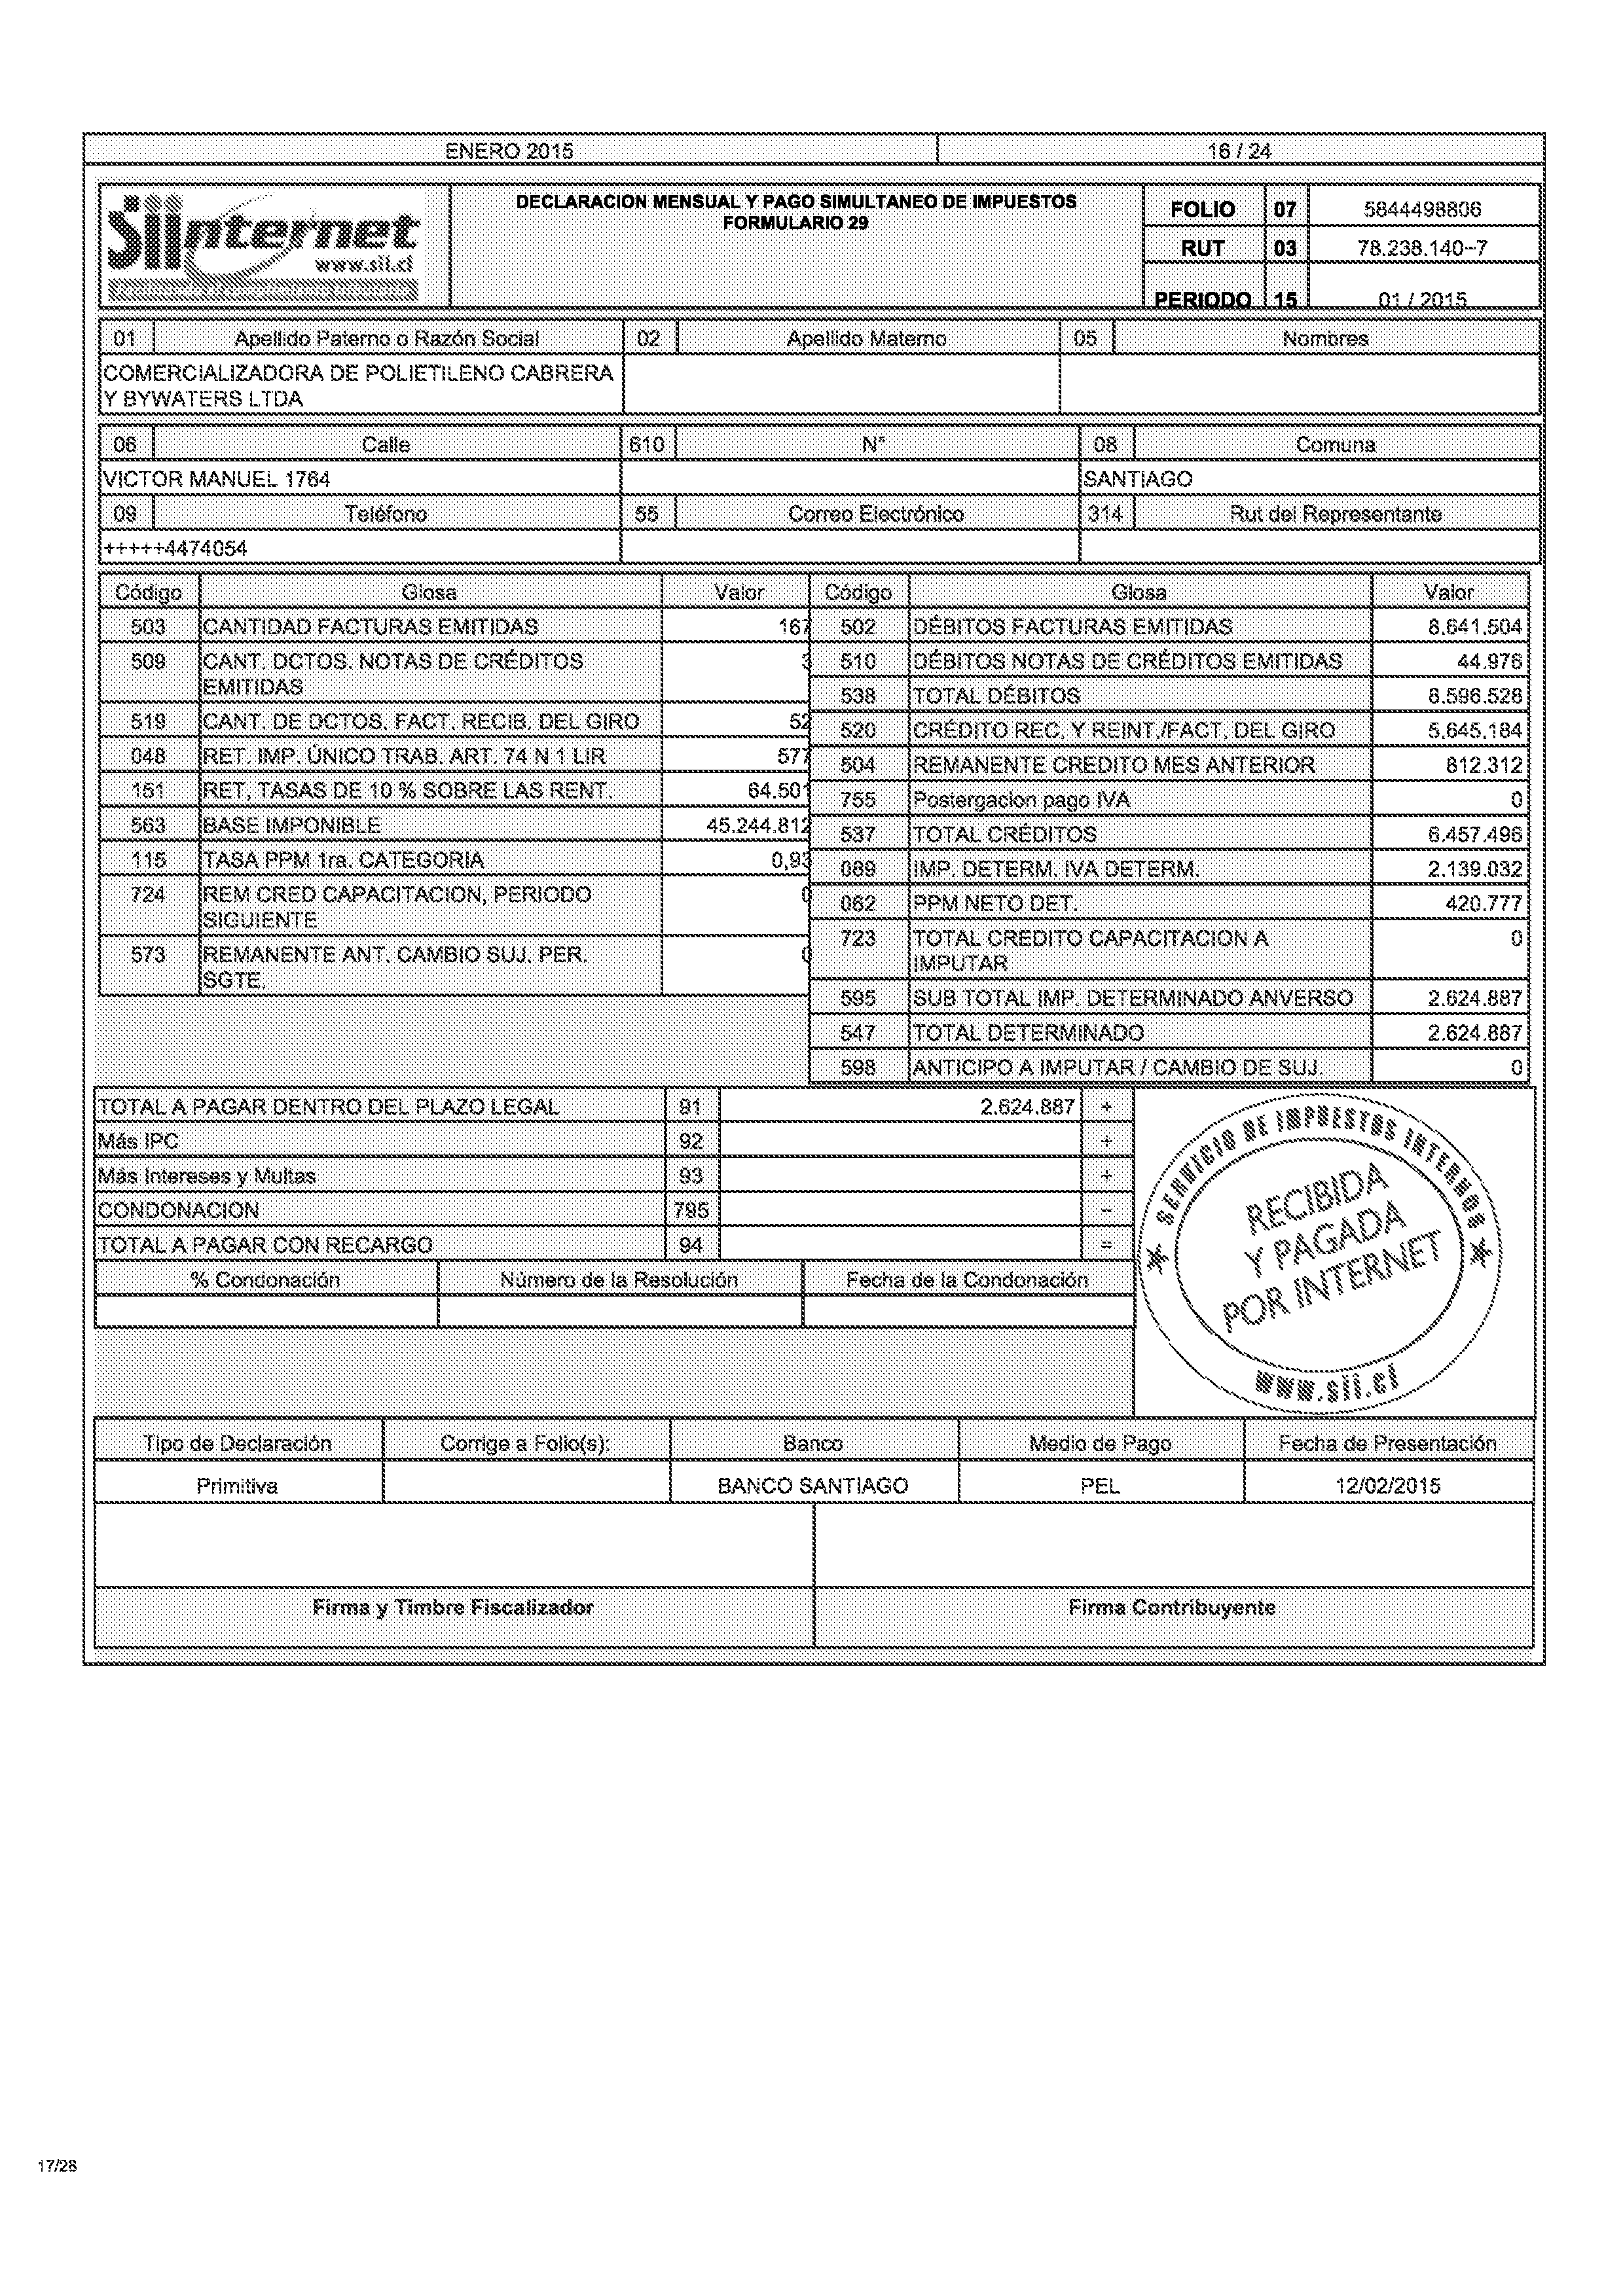 ENERO 2015 16 / 24
SiInternet
www.sii.cl
DECLARACION MENSUAL Y PAGO SIMULTANEO DE IMPUESTOS
FORMULARIO 29
FOLIO 07 5844498806
RUT 03 78.238.140-7
PERIODO 15 01 / 2015
01 Apellido Paterno o Razón Social 02 Apellido Materno 05 Nombres
COMERCIALIZADORA DE POLIETILENO CABRERA
Y BYWATERS LTDA
06 Calle 610 N° 08 Comuna
VICTOR MANUEL 1764 SANTIAGO
09 Teléfono 55 Correo Electrónico 314 Rut del Representante
+++++4474054
Código Glosa Valor
503 CANTIDAD FACTURAS EMITIDAS 167
509 CANT. DCTOS. NOTAS DE CRÉDITOS
EMITIDAS 3
519 CANT. DE DCTOS. FACT. RECIB. DEL GIRO 52
048 RET. IMP. ÚNICO TRAB. ART. 74 N 1 LIR 577
151 RET, TASAS DE 10 % SOBRE LAS RENT. 64.501
563 BASE IMPONIBLE 45.244.812
115 TASA PPM 1ra. CATEGORIA 0,93
724 REM CRED CAPACITACION, PERIODO
SIGUIENTE 0
573 REMANENTE ANT. CAMBIO SUJ. PER.
SGTE. 0
Código Glosa Valor
502 DÉBITOS FACTURAS EMITIDAS 8.641.504
510 DÉBITOS NOTAS DE CRÉDITOS EMITIDAS 44.976
538 TOTAL DÉBITOS 8.596.528
520 CRÉDITO REC. Y REINT./FACT. DEL GIRO 5.645.184
504 REMANENTE CREDITO MES ANTERIOR 812.312
755 Postergacion pago IVA 0
537 TOTAL CRÉDITOS 6.457.496
089 IMP. DETERM. IVA DETERM. 2.139.032
062 PPM NETO DET. 420.777
723 TOTAL CREDITO CAPACITACION A
IMPUTAR 0
595 SUB TOTAL IMP. DETERMINADO ANVERSO 2.624.887
547 TOTAL DETERMINADO 2.624.887
598 ANTICIPO A IMPUTAR / CAMBIO DE SUJ. 0
TOTAL A PAGAR DENTRO DEL PLAZO LEGAL 91 2.624.887 +
Más IPC 92 +
Más Intereses y Multas 93 +
CONDONACION 795 -
TOTAL A PAGAR CON RECARGO 94 =
% Condonación Número de la Resolución Fecha de la Condonación
SERVICIO DE IMPUESTOS INTERNOS
RECIBIDA
Y PAGADA
POR INTERNET
www.sii.cl
Tipo de Declaración Corrige a Folio(s): Banco Medio de Pago Fecha de Presentación
Primitiva BANCO SANTIAGO PEL 12/02/2015
Firma y Timbre Fiscalizador Firma Contribuyente
17/28